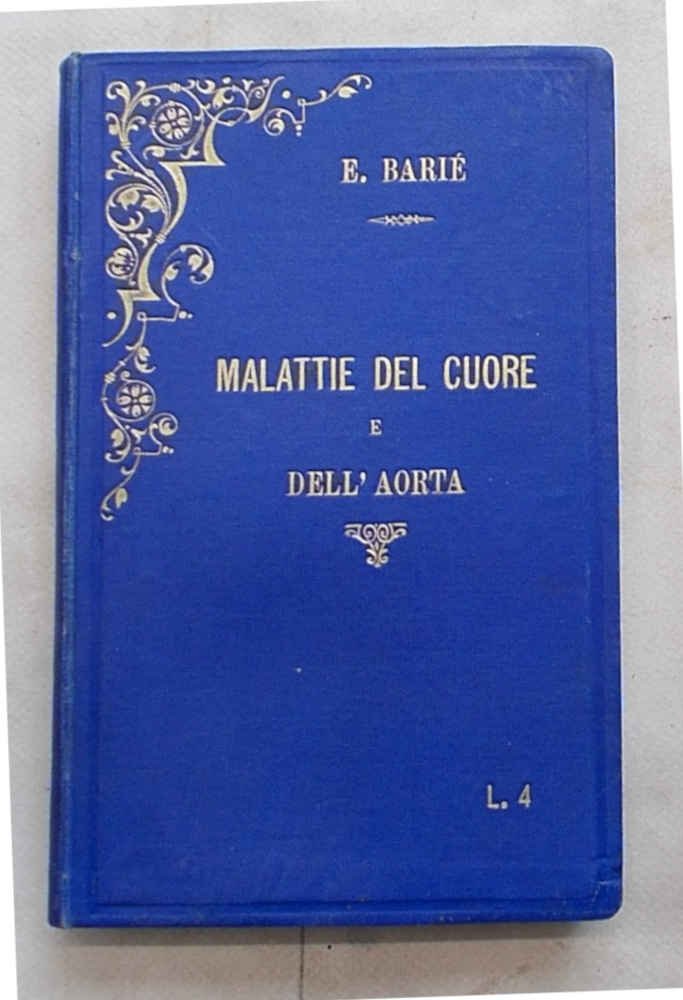 E. BARIÉ
MALATTIE DEL CUORE
E
DELL'AORTA
L. 4